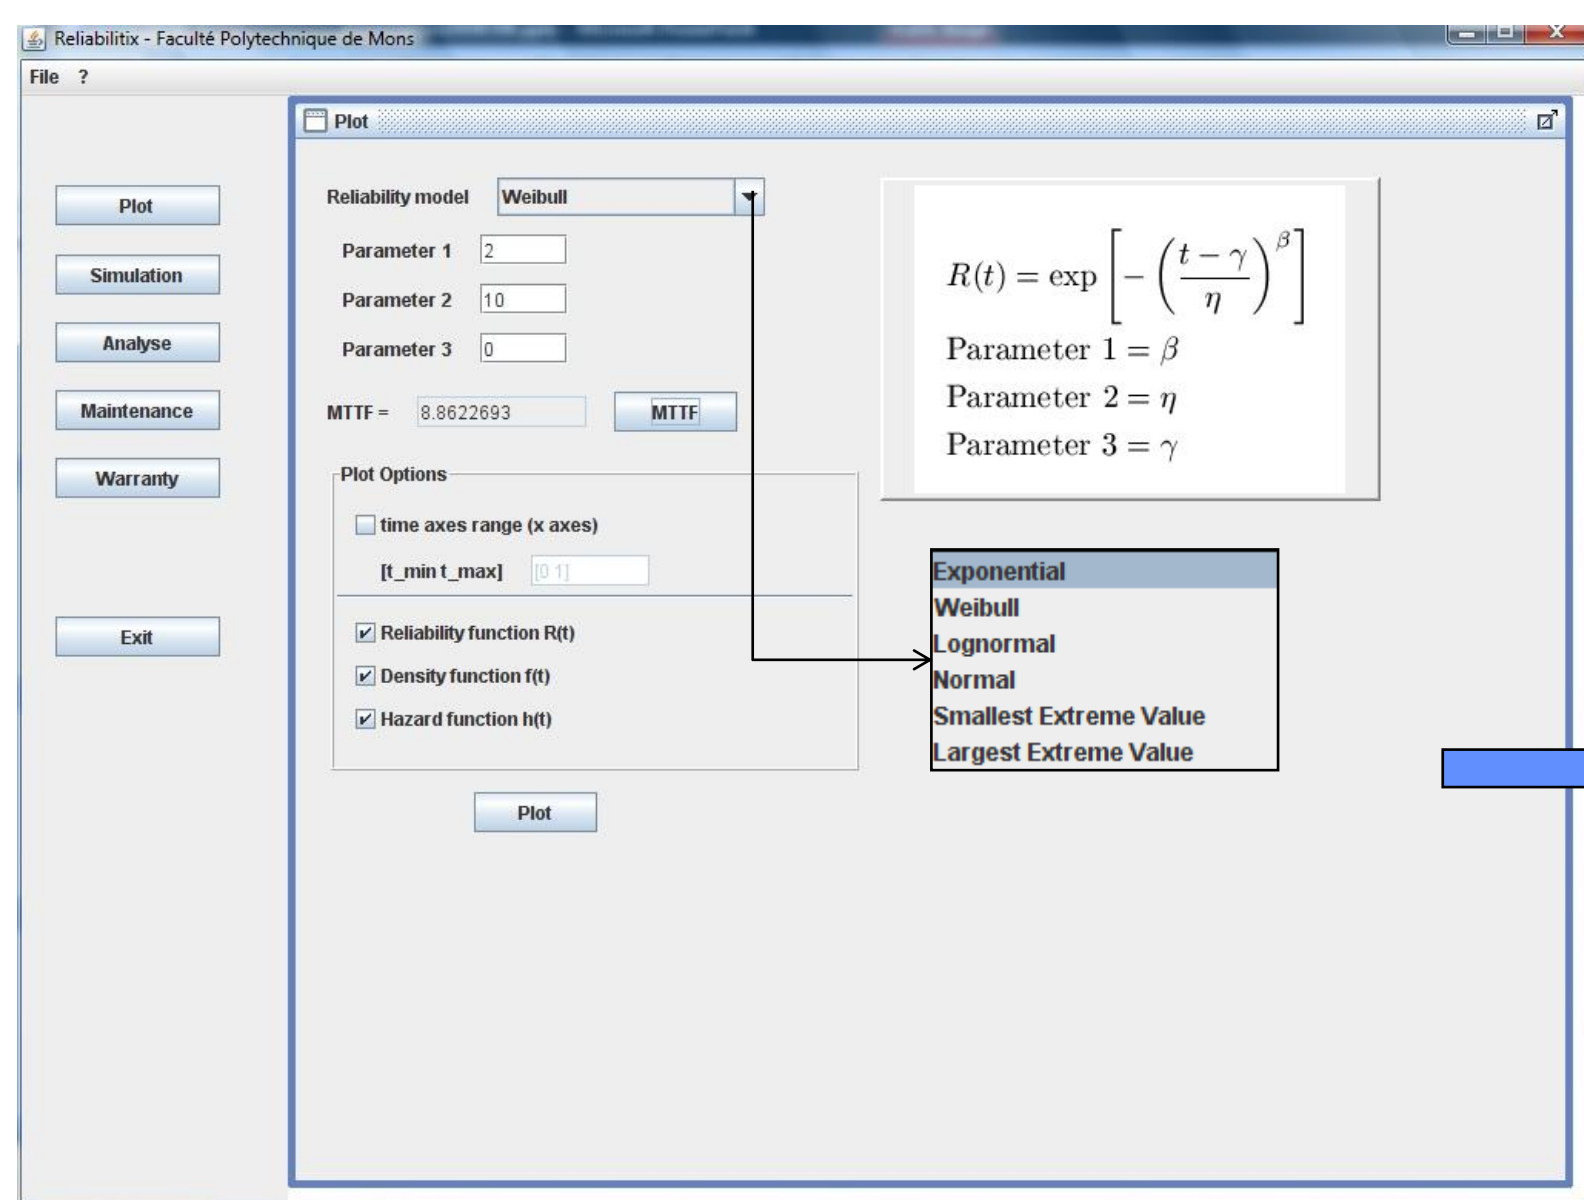 Reliabilitix - Faculté Polytechnique de Mons
File ?
Plot
Simulation
Analyse
Maintenance
Warranty
Exit
Plot
Reliability model Weibull
Parameter 1 2
Parameter 2 10
Parameter 3 0
MTTF = 8.8622693 MTTF
Plot Options
time axes range (x axes)
[t_min t_max] [0 1]
Reliability function R(t)
Density function f(t)
Hazard function h(t)
Plot
R(t) = exp [ − ( (t − γ) / η )^β ]
Parameter 1 = β
Parameter 2 = η
Parameter 3 = γ
Exponential
Weibull
Lognormal
Normal
Smallest Extreme Value
Largest Extreme Value